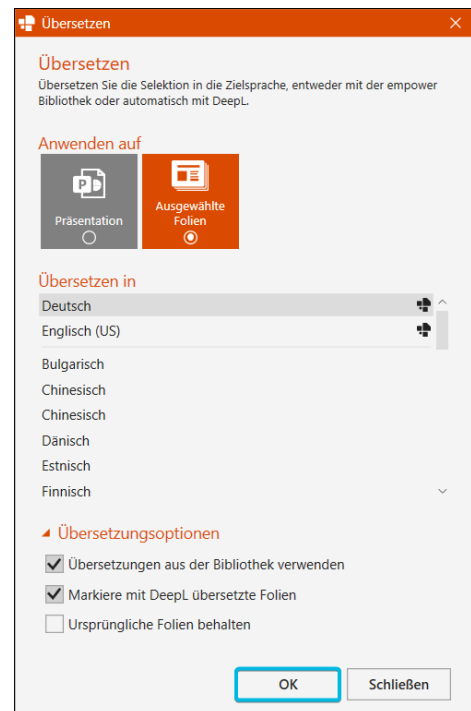 Übersetzen
Übersetzen
Übersetzen Sie die Selektion in die Zielsprache, entweder mit der empower
Bibliothek oder automatisch mit DeepL.
Anwenden auf
Präsentation
Ausgewählte
Folien
Übersetzen in
Deutsch
Englisch (US)
Bulgarisch
Chinesisch
Chinesisch
Dänisch
Estnisch
Finnisch
Übersetzungsoptionen
Übersetzungen aus der Bibliothek verwenden
Markiere mit DeepL übersetzte Folien
Ursprüngliche Folien behalten
OK
Schließen